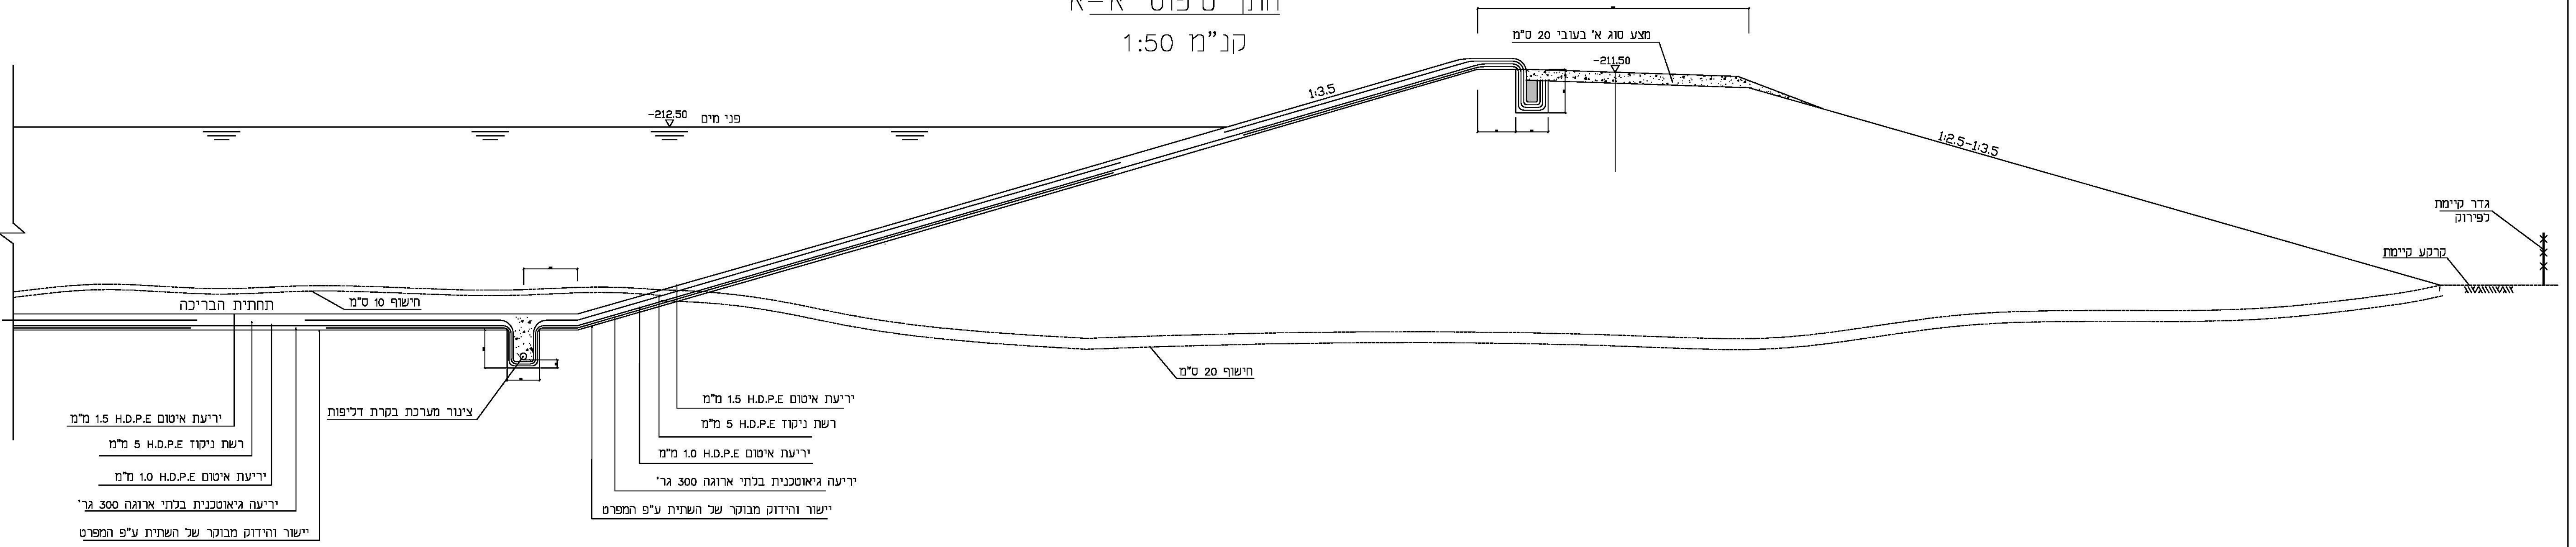 חתך טיפוסי א-א
קנ"מ 1:50
מצע סוג א' בעובי 20 ס"מ
-211.50
1:3.5
-212.50
פני מים
1:2.5-1:3.5
גדר קיימת
לפירוק
קרקע קיימת
תחתית הבריכה
חישוף 10 ס"מ
חישוף 20 ס"מ
צינור מערכת בקרת דליפות
יריעת איטום H.D.P.E 1.5 מ"מ
רשת ניקוז H.D.P.E 5 מ"מ
יריעת איטום H.D.P.E 1.0 מ"מ
יריעה גיאוטכנית בלתי ארוגה 300 גר'
יישור והידוק מבוקר של השתית ע"פ המפרט
יריעת איטום H.D.P.E 1.5 מ"מ
רשת ניקוז H.D.P.E 5 מ"מ
יריעת איטום H.D.P.E 1.0 מ"מ
יריעה גיאוטכנית בלתי ארוגה 300 גר'
יישור והידוק מבוקר של השתית ע"פ המפרט